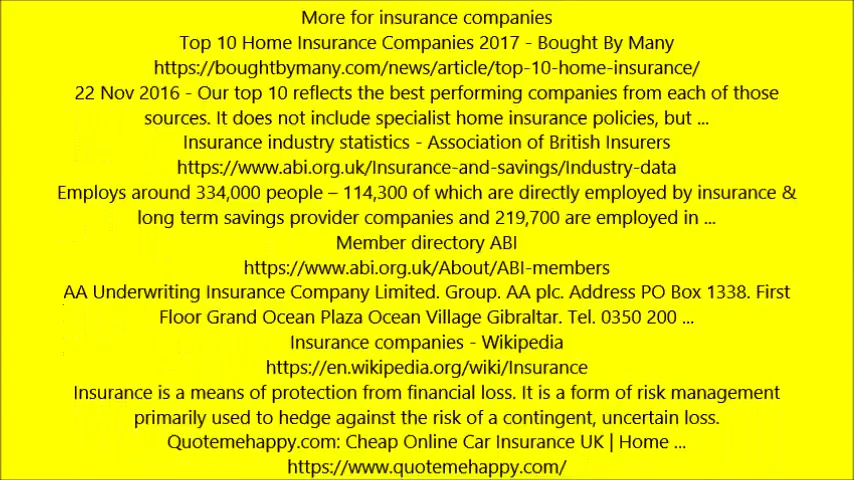 More for insurance companies
Top 10 Home Insurance Companies 2017 - Bought By Many
https://boughtbymany.com/news/article/top-10-home-insurance/
22 Nov 2016 - Our top 10 reflects the best performing companies from each of those
sources. It does not include specialist home insurance policies, but ...
Insurance industry statistics - Association of British Insurers
https://www.abi.org.uk/Insurance-and-savings/Industry-data
Employs around 334,000 people – 114,300 of which are directly employed by insurance &
long term savings provider companies and 219,700 are employed in ...
Member directory ABI
https://www.abi.org.uk/About/ABI-members
AA Underwriting Insurance Company Limited. Group. AA plc. Address PO Box 1338. First
Floor Grand Ocean Plaza Ocean Village Gibraltar. Tel. 0350 200 ...
Insurance companies - Wikipedia
https://en.wikipedia.org/wiki/Insurance
Insurance is a means of protection from financial loss. It is a form of risk management
primarily used to hedge against the risk of a contingent, uncertain loss.
Quotemehappy.com: Cheap Online Car Insurance UK | Home ...
https://www.quotemehappy.com/